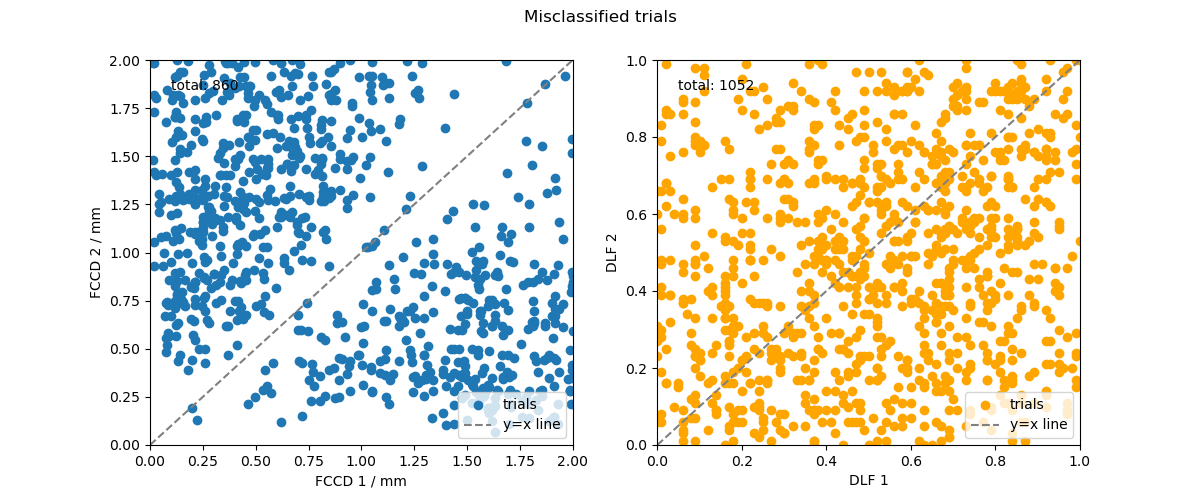 Misclassified trials
total: 860
2.00
1.75
1.50
1.25
1.00
0.75
0.50
0.25
0.00
FCCD 2 / mm
trials
y=x line
0.00 0.25 0.50 0.75 1.00 1.25 1.50 1.75 2.00
FCCD 1 / mm
total: 1052
1.0
0.8
0.6
0.4
0.2
0.0
DLF 2
trials
y=x line
0.0 0.2 0.4 0.6 0.8 1.0
DLF 1